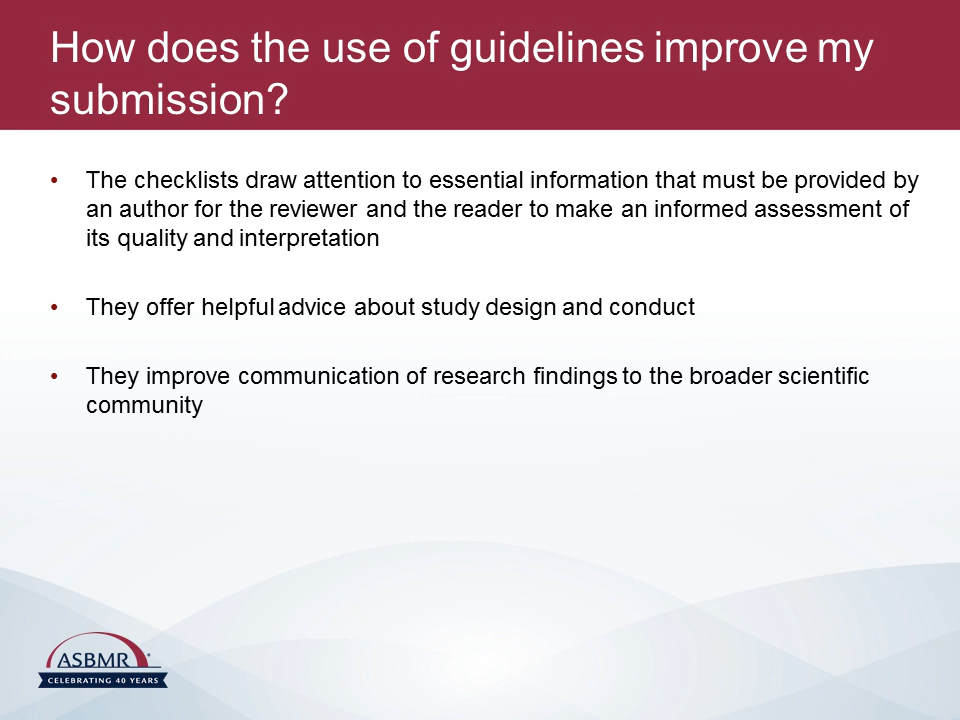 How does the use of guidelines improve my
submission?
• The checklists draw attention to essential information that must be provided by
an author for the reviewer and the reader to make an informed assessment of
its quality and interpretation
• They offer helpful advice about study design and conduct
• They improve communication of research findings to the broader scientific
community
ASBMR
CELEBRATING 40 YEARS